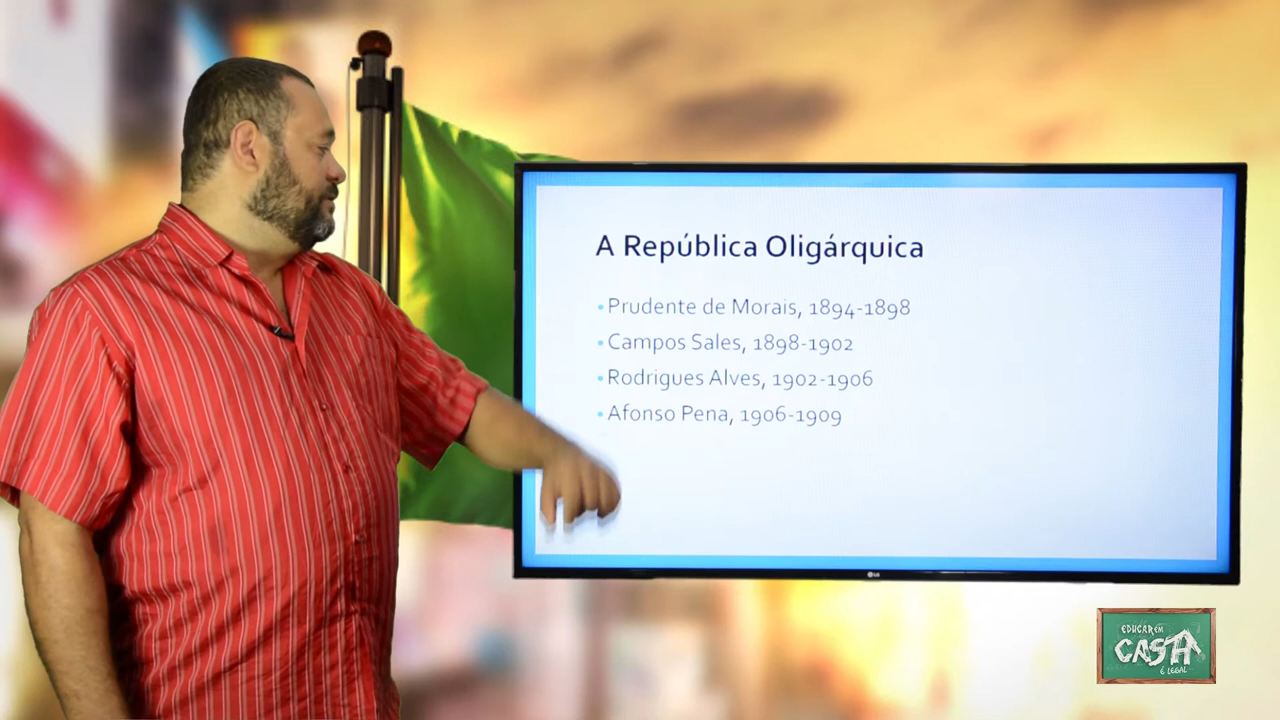 A República Oligárquica
Prudente de Morais, 1894-1898
Campos Sales, 1898-1902
Rodrigues Alves, 1902-1906
Afonso Pena, 1906-1909
LG
EDUCAR EM
CASA
É LEGAL